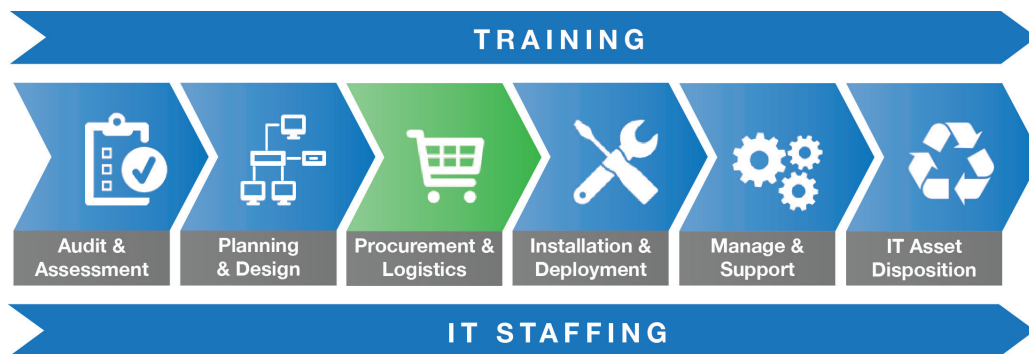 TRAINING
Audit &
Assessment
Planning
& Design
Procurement &
Logistics
Installation &
Deployment
Manage &
Support
IT Asset
Disposition
IT STAFFING